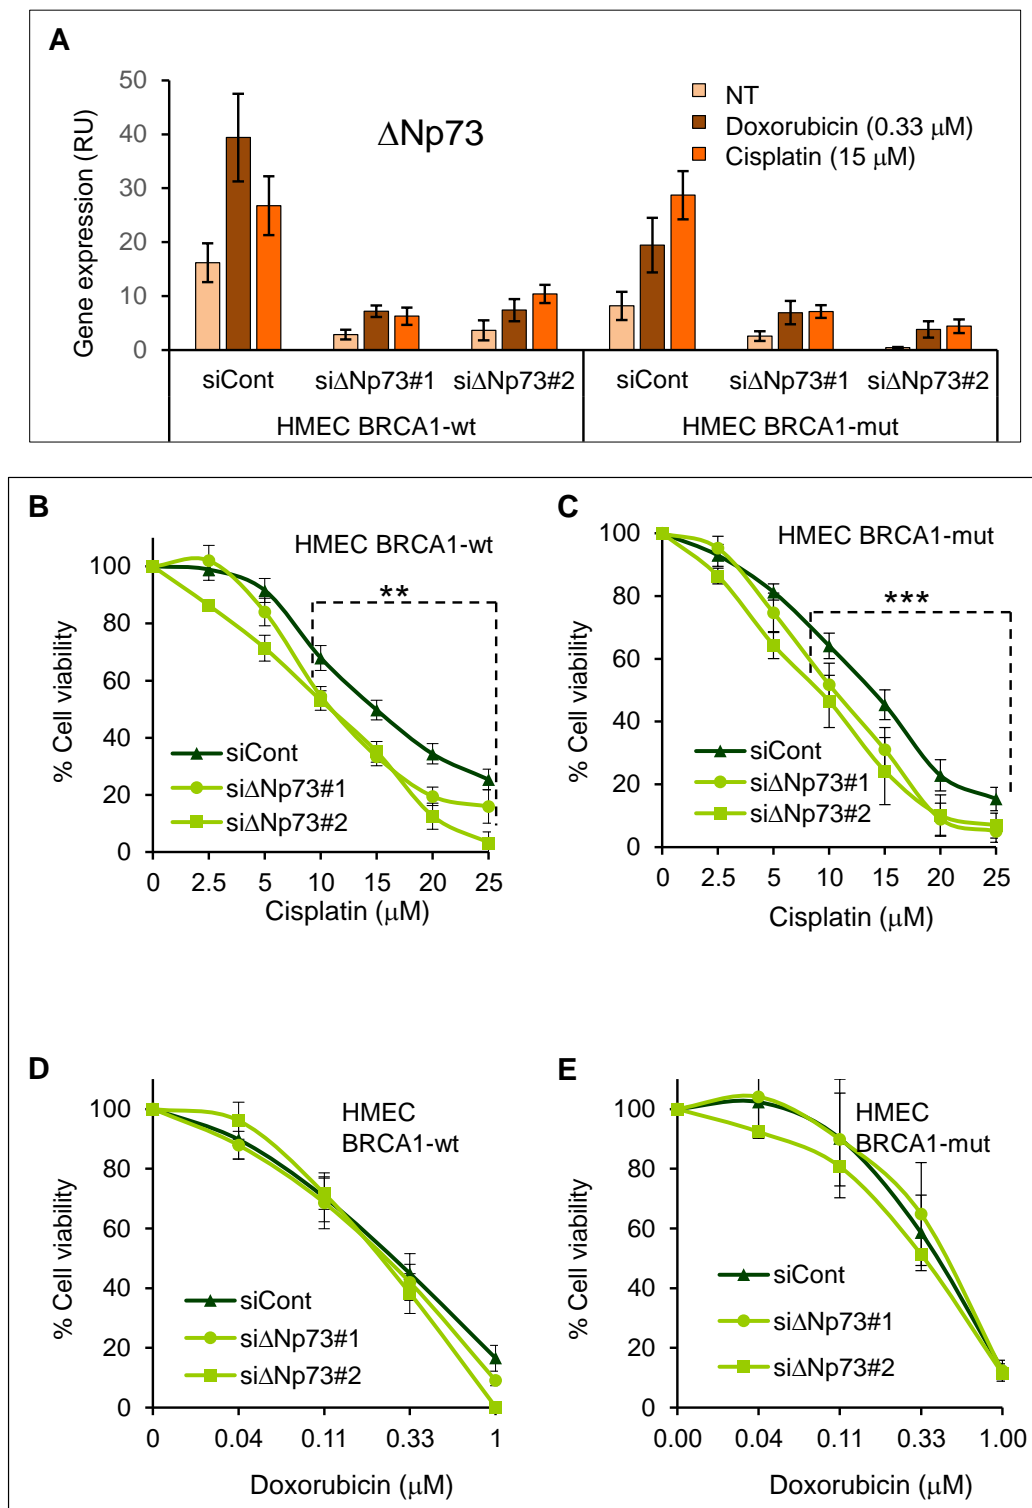 A
Gene expression (RU)
50
40
30
20
10
0
ΔNp73
NT
Doxorubicin (0.33 μM)
Cisplatin (15 μM)
siCont siΔNp73#1 siΔNp73#2 siCont siΔNp73#1 siΔNp73#2
HMEC BRCA1-wt HMEC BRCA1-mut
B
HMEC BRCA1-wt
% Cell viability
100
80
60
40
20
0
**
siCont
siΔNp73#1
siΔNp73#2
0 2.5 5 10 15 20 25
Cisplatin (μM)
C
HMEC BRCA1-mut
% Cell viability
100
80
60
40
20
0
***
siCont
siΔNp73#1
siΔNp73#2
0 2.5 5 10 15 20 25
Cisplatin (μM)
D
HMEC
BRCA1-wt
% Cell viability
100
80
60
40
20
0
siCont
siΔNp73#1
siΔNp73#2
0 0.04 0.11 0.33 1
Doxorubicin (μM)
E
HMEC
BRCA1-mut
% Cell viability
100
80
60
40
20
0
siCont
siΔNp73#1
siΔNp73#2
0.00 0.04 0.11 0.33 1.00
Doxorubicin (μM)